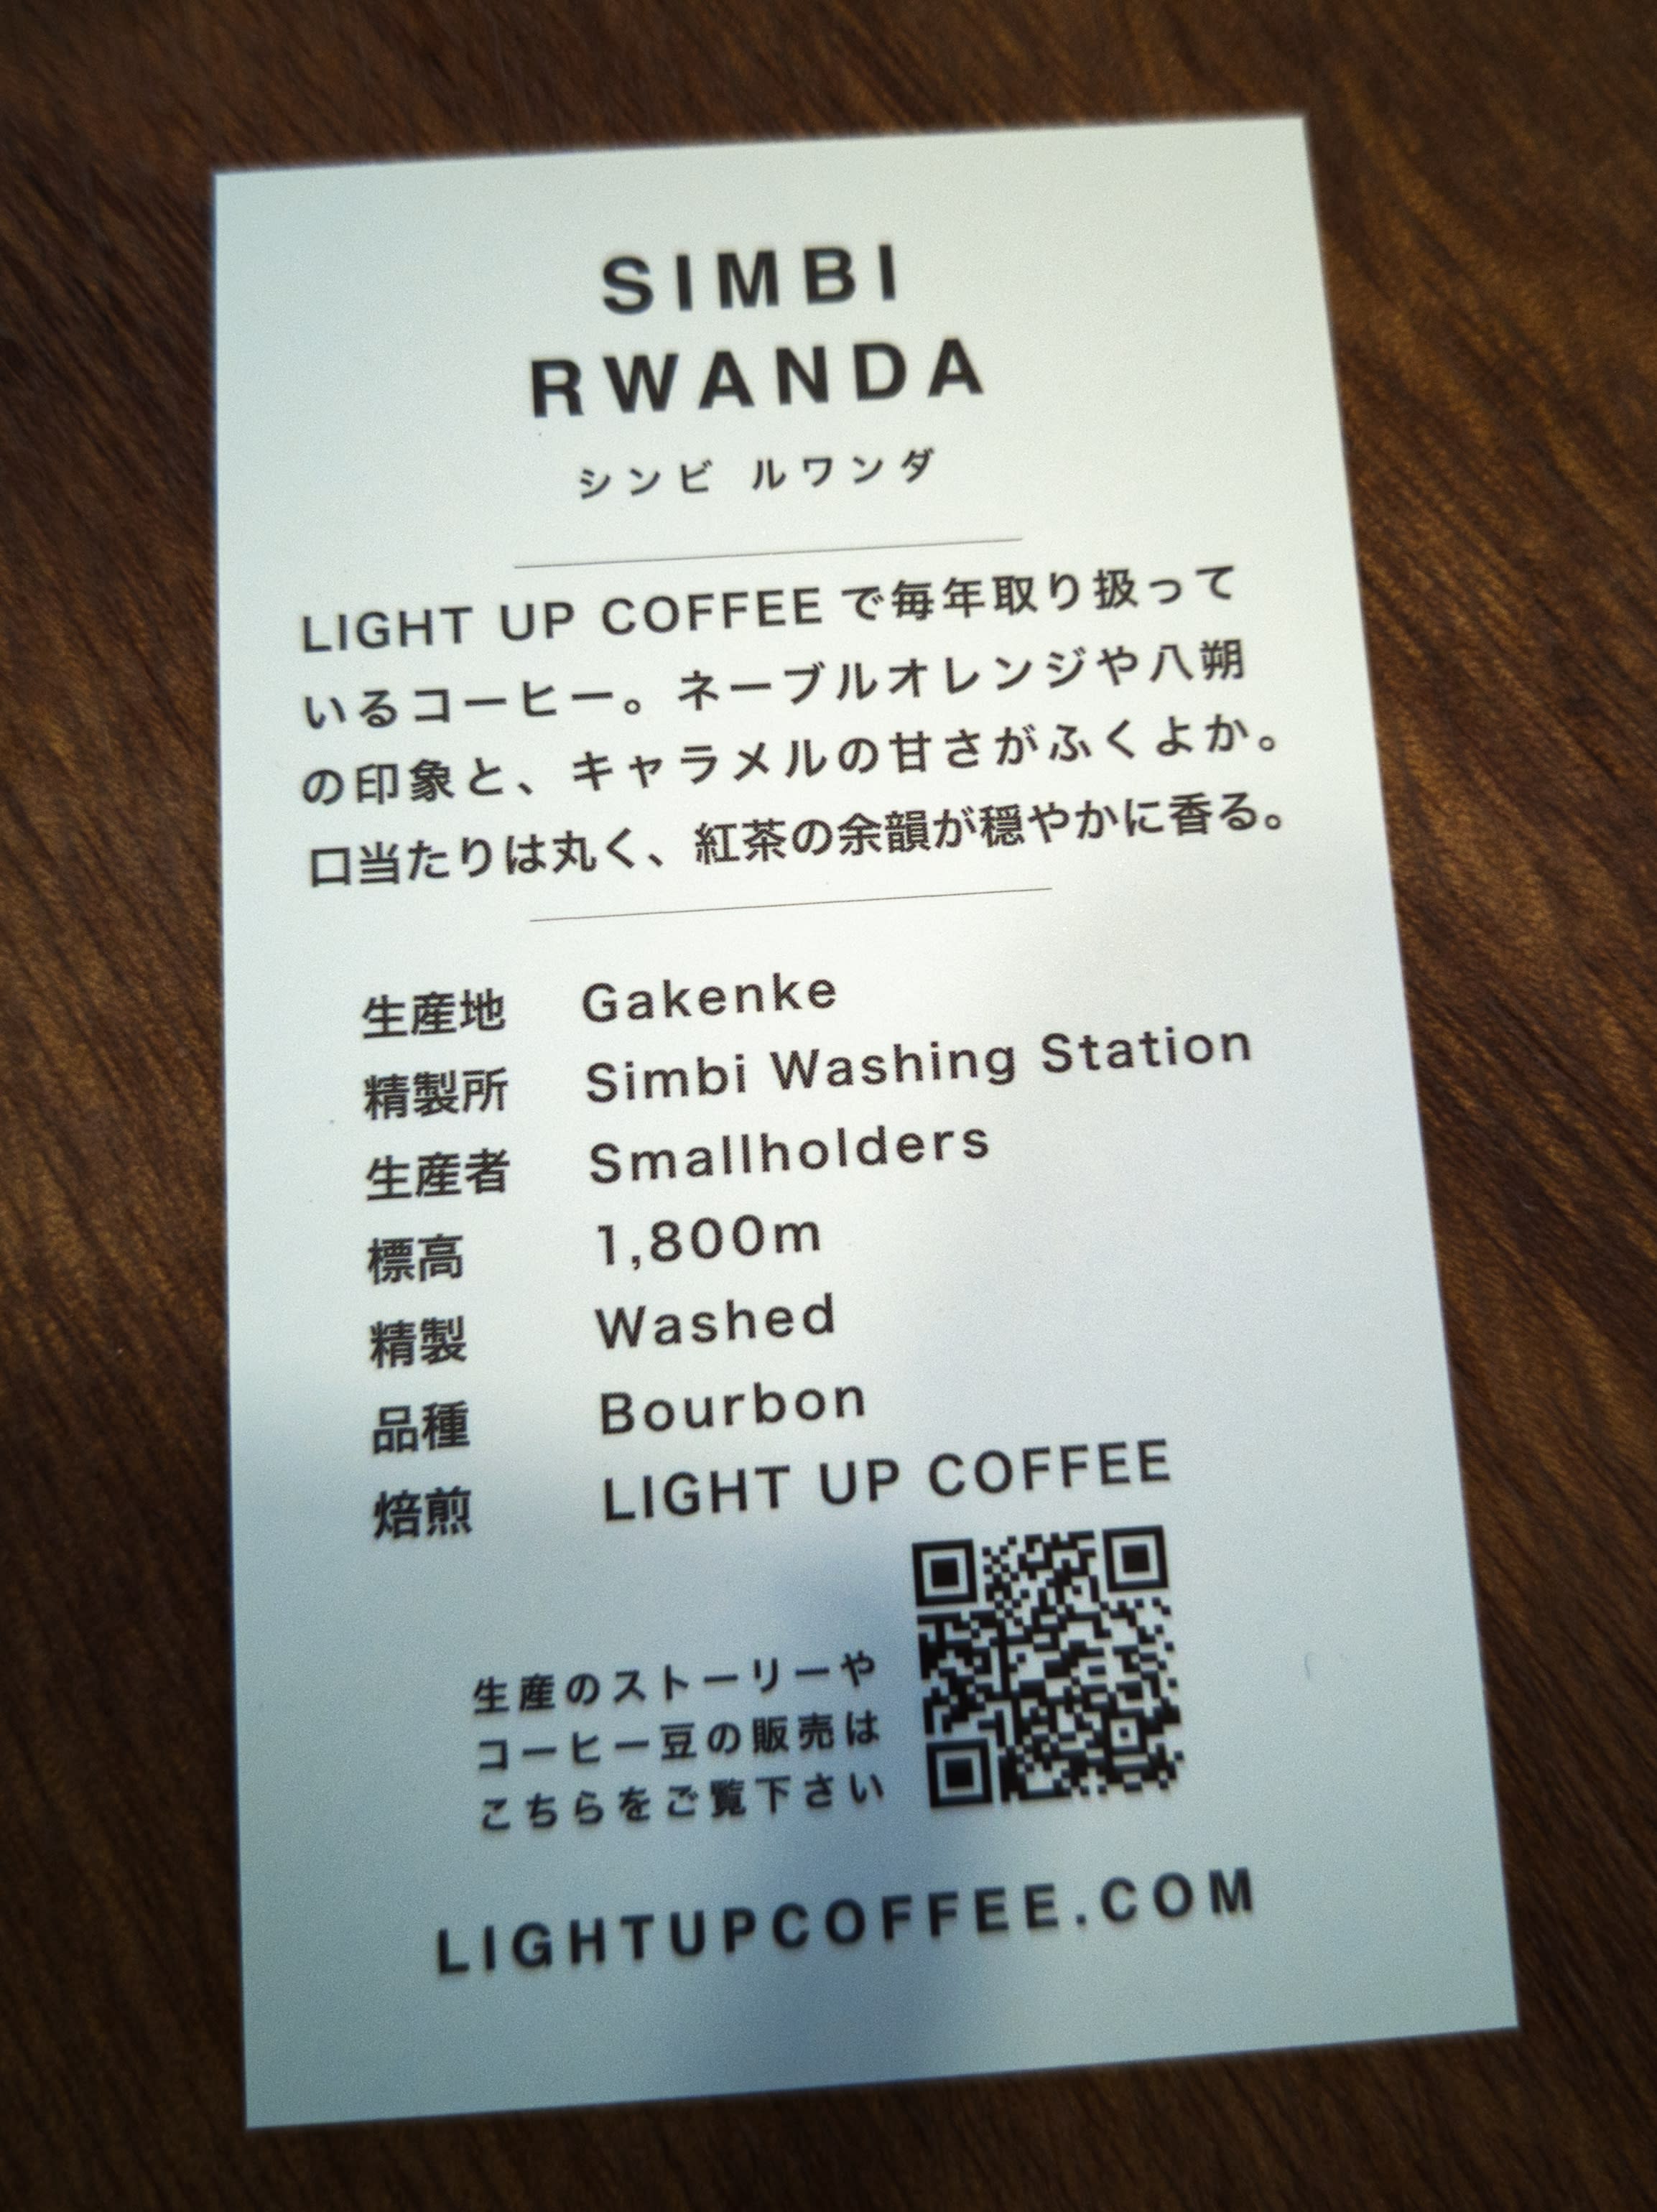 SIMBI
RWANDA
シンビ ルワンダ
LIGHT UP COFFEE で毎年取り扱って
いるコーヒー。ネーブルオレンジや八朔
の印象と、キャラメルの甘さがふくよか。
口当たりは丸く、紅茶の余韻が穏やかに香る。
生産地 Gakenke
精製所 Simbi Washing Station
生産者 Smallholders
標高 1,800m
精製 Washed
品種 Bourbon
焙煎 LIGHT UP COFFEE
生産のストーリーや
コーヒー豆の販売は
こちらをご覧下さい
LIGHTUPCOFFEE.COM